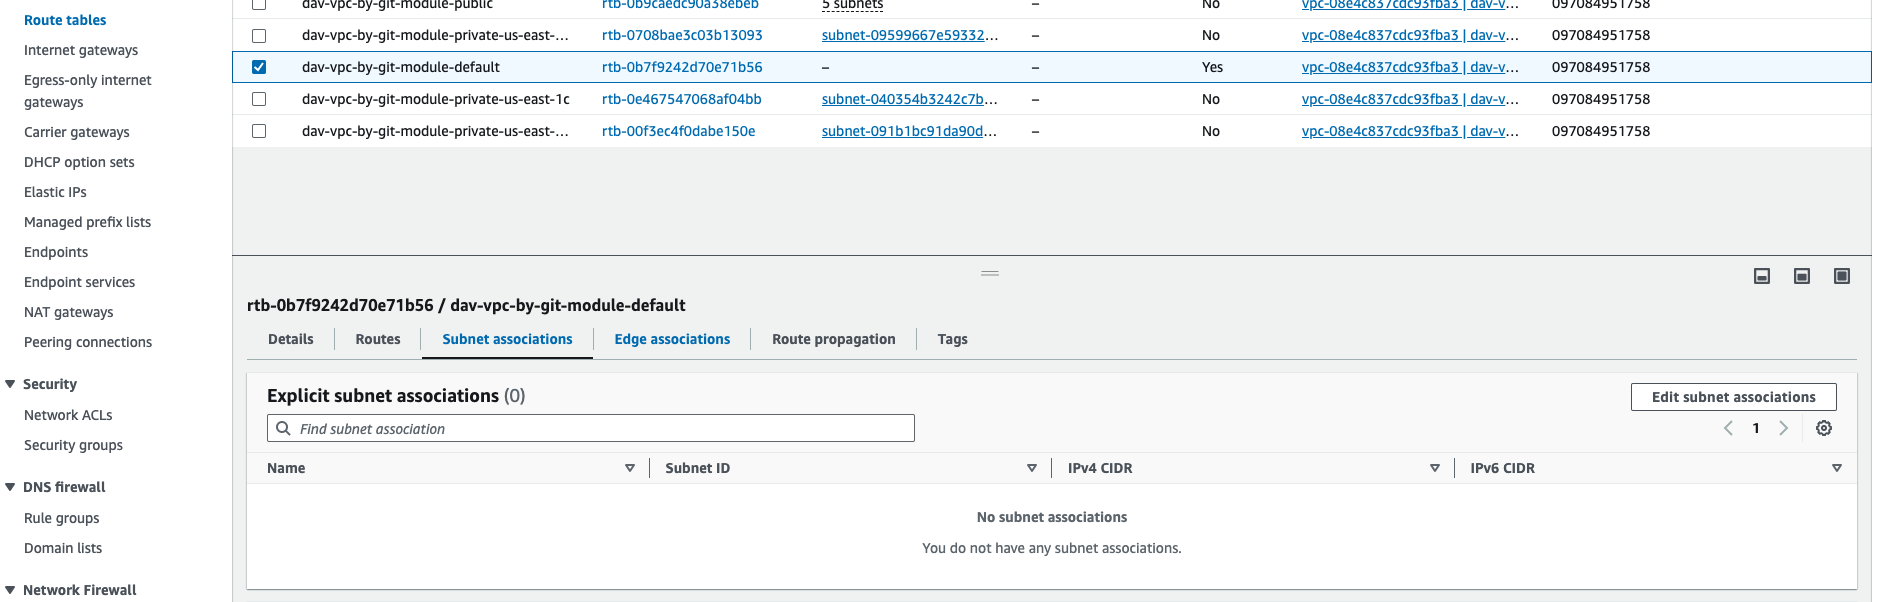 Route tables
Internet gateways
Egress-only internet
gateways
Carrier gateways
DHCP option sets
Elastic IPs
Managed prefix lists
Endpoints
Endpoint services
NAT gateways
Peering connections
Security
Network ACLs
Security groups
DNS firewall
Rule groups
Domain lists
Network Firewall
dav-vpc-by-git-module-public rtb-0b9caedc90a38ebeb 5 subnets – No vpc-08e4c837cdc93fba3 | dav-v... 097084951758
dav-vpc-by-git-module-private-us-east-... rtb-0708bae3c03b13093 subnet-09599667e59332... – No vpc-08e4c837cdc93fba3 | dav-v... 097084951758
dav-vpc-by-git-module-default rtb-0b7f9242d70e71b56 – – Yes vpc-08e4c837cdc93fba3 | dav-v... 097084951758
dav-vpc-by-git-module-private-us-east-1c rtb-0e467547068af04bb subnet-040354b3242c7b... – No vpc-08e4c837cdc93fba3 | dav-v... 097084951758
dav-vpc-by-git-module-private-us-east-... rtb-00f3ec4f0dabe150e subnet-091b1bc91da90d... – No vpc-08e4c837cdc93fba3 | dav-v... 097084951758
rtb-0b7f9242d70e71b56 / dav-vpc-by-git-module-default
Details Routes Subnet associations Edge associations Route propagation Tags
Explicit subnet associations (0)
Edit subnet associations
Find subnet association
1
Name Subnet ID IPv4 CIDR IPv6 CIDR
No subnet associations
You do not have any subnet associations.